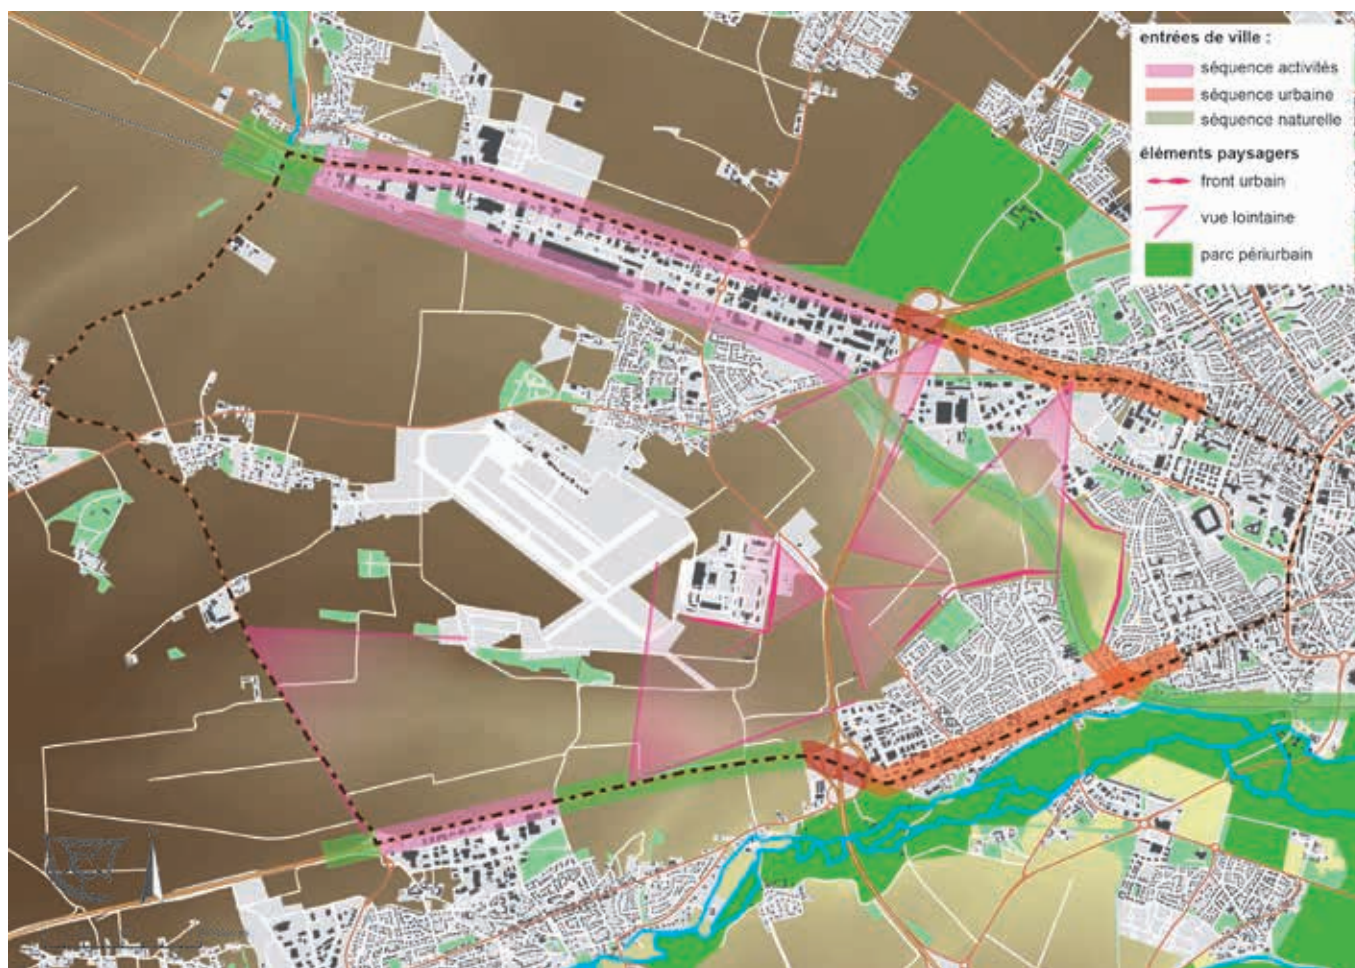 entrées de ville :
séquence activités
séquence urbaine
séquence naturelle
éléments paysagers
front urbain
vue lointaine
parc périurbain